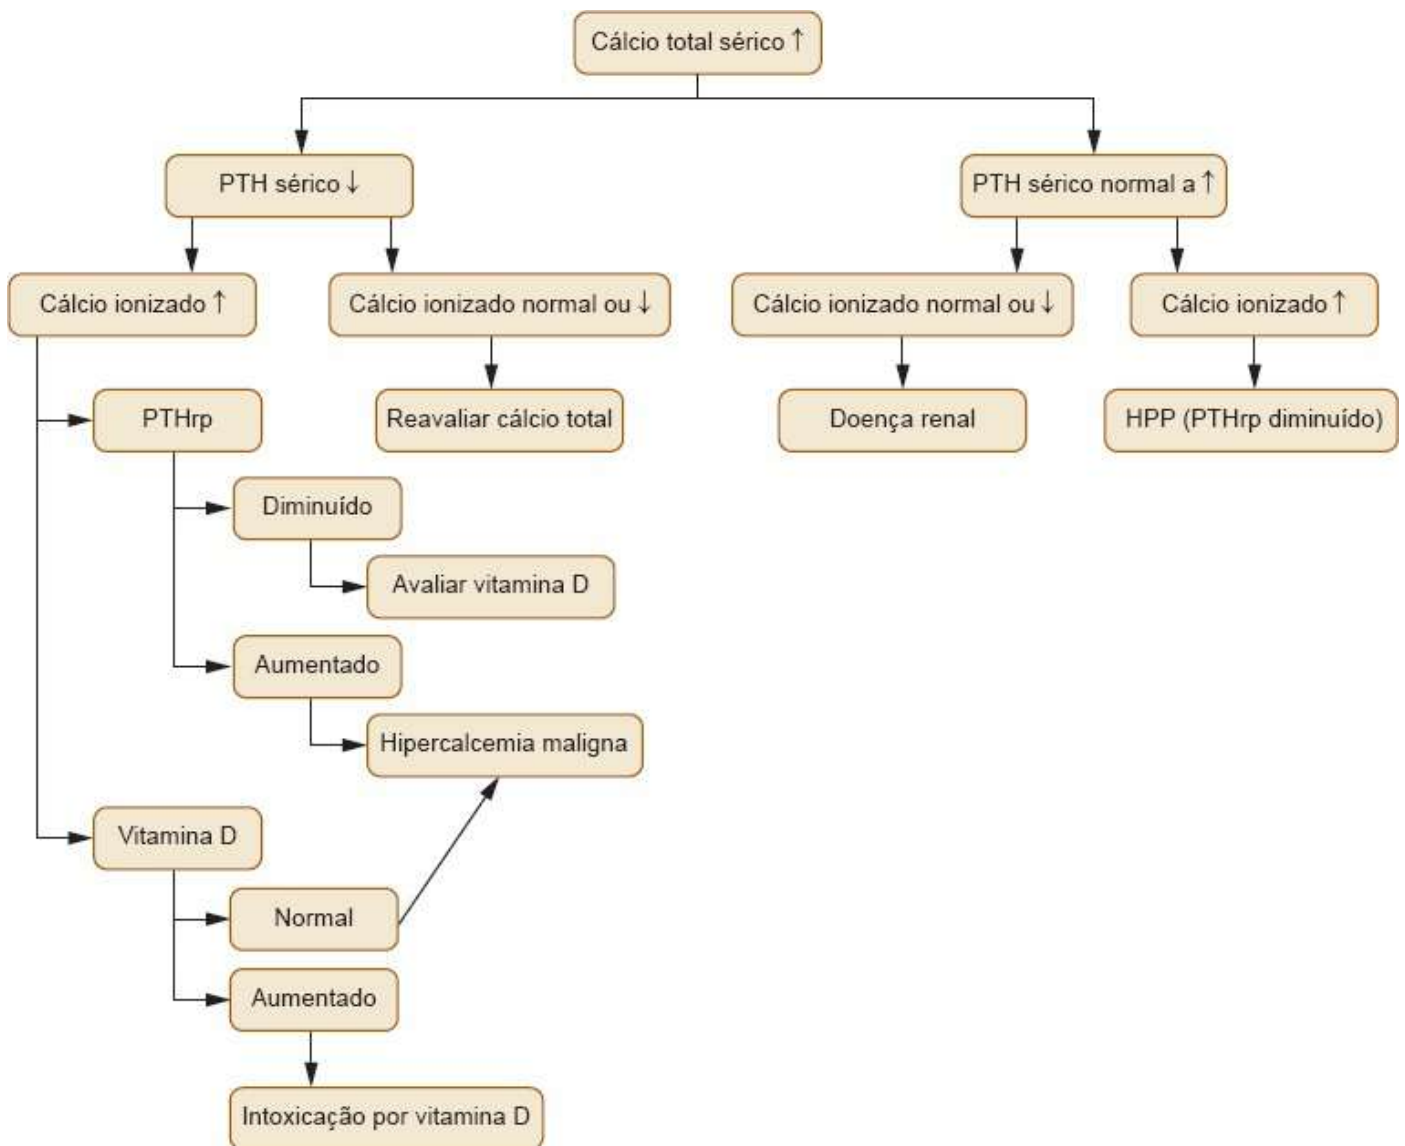 Cálcio total sérico ↑
PTH sérico ↓
PTH sérico normal a ↑
Cálcio ionizado ↑
Cálcio ionizado normal ou ↓
Cálcio ionizado normal ou ↓
Cálcio ionizado ↑
PTHrp
Reavaliar cálcio total
Doença renal
HPP (PTHrp diminuído)
Diminuído
Avaliar vitamina D
Aumentado
Hipercalcemia maligna
Vitamina D
Normal
Aumentado
Intoxicação por vitamina D